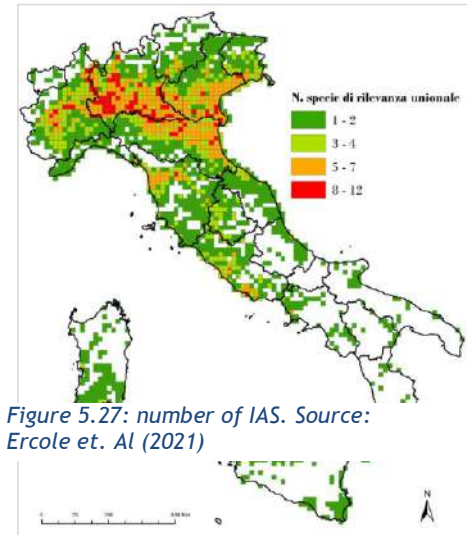 N. specie di rilevanza unionale
1 - 2
3 - 4
5 - 7
8 - 12
Figure 5.27: number of IAS. Source:
Ercole et. Al (2021)
N
0